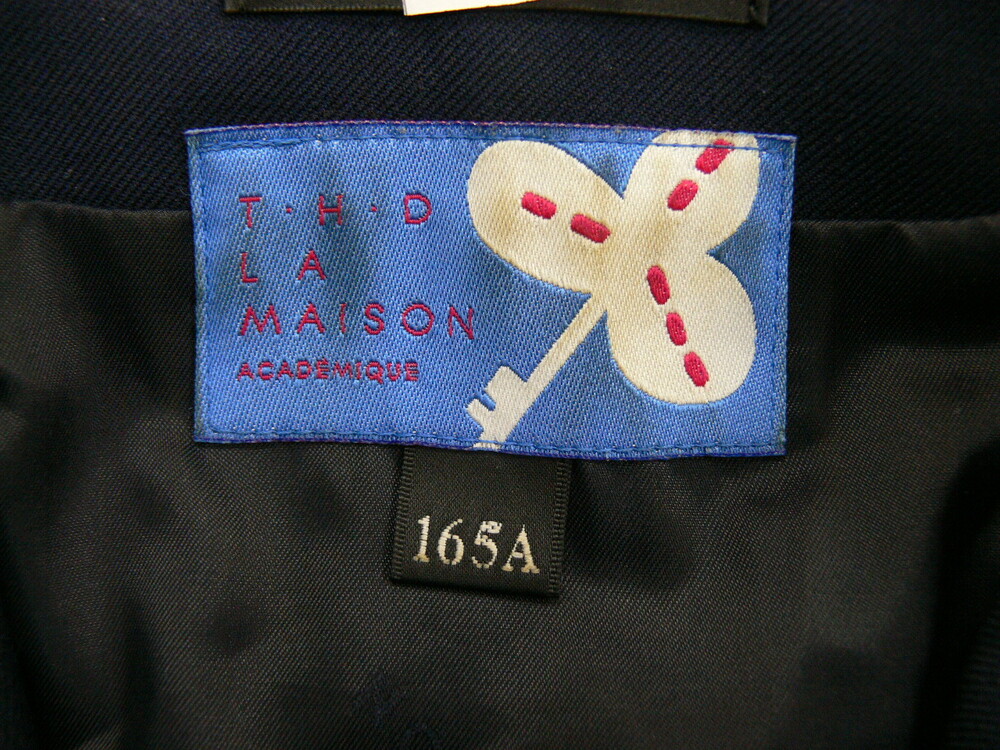 T·H·D
LA
MAISON
ACADÉMIQUE
165A